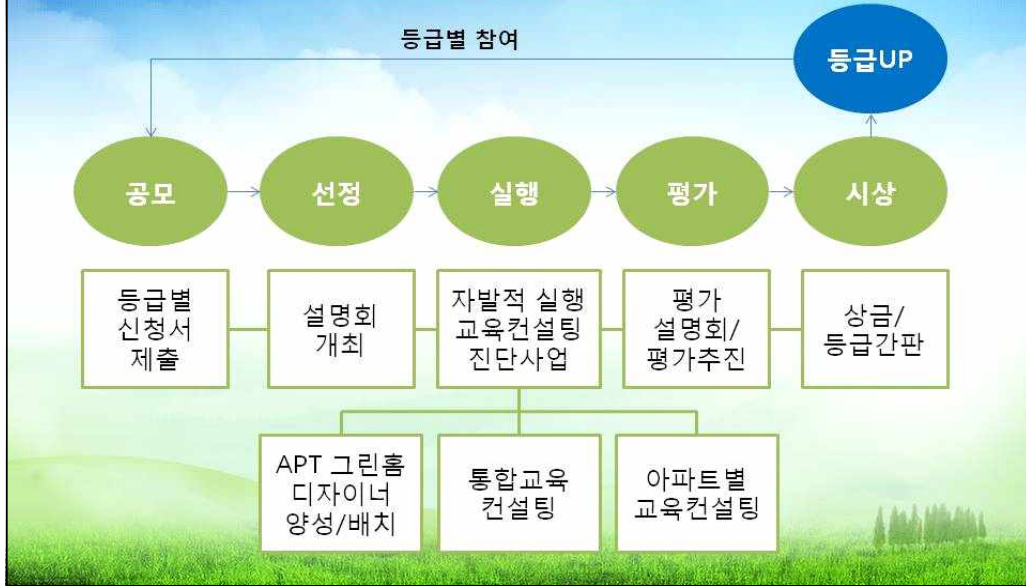 등급별 참여
등급UP
공모
선정
실행
평가
시상
등급별
신청서
제출
설명회
개최
자발적 실행
교육컨설팅
진단사업
평가
설명회/
평가추진
상금/
등급간판
APT 그린홈
디자이너
양성/배치
통합교육
컨설팅
아파트별
교육컨설팅